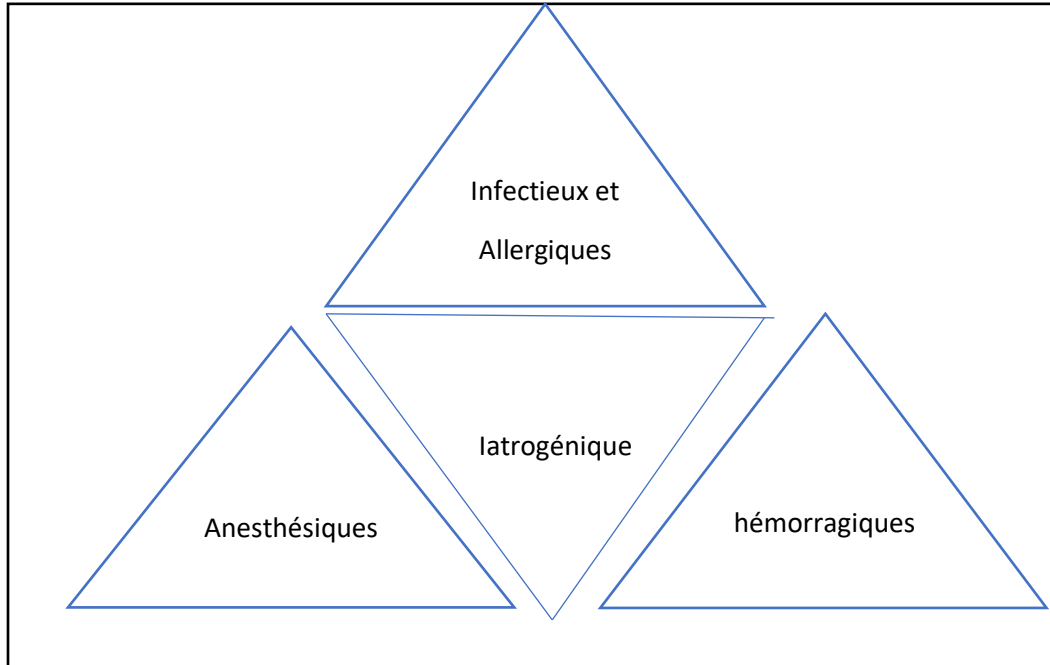 Infectieux et
Allergiques
Iatrogénique
Anesthésiques
hémorragiques